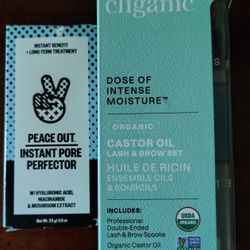 INSTANT BENEFIT
+ LONG-TERM TREATMENT
PEACE OUT
INSTANT PORE
PERFECTOR
W/ HYALURONIC ACID,
NIACINAMIDE
& MUSHROOM EXTRACT
cliganic
DOSE OF
INTENSE
MOISTURE™
ORGANIC
CASTOR OIL
LASH & BROW SET
HUILE DE RICIN
ENSEMBLE CILS
& SOURCILS
INCLUDES:
Professional
Double-Ended
Lash & Brow Spoolie
Organic Castor Oil
USDA
ORGANIC